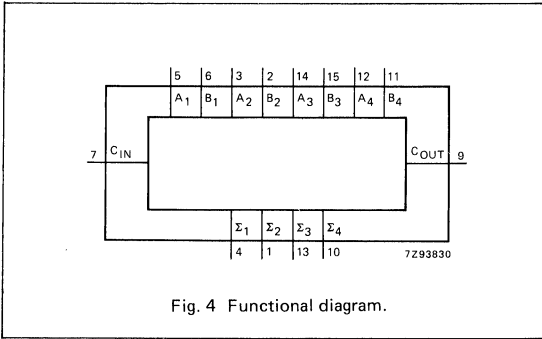 5 6 3 2 14 15 12 11
A1 B1 A2 B2 A3 B3 A4 B4
7 CIN COUT 9
Σ1 Σ2 Σ3 Σ4
4 1 13 10 7Z93830
Fig. 4 Functional diagram.